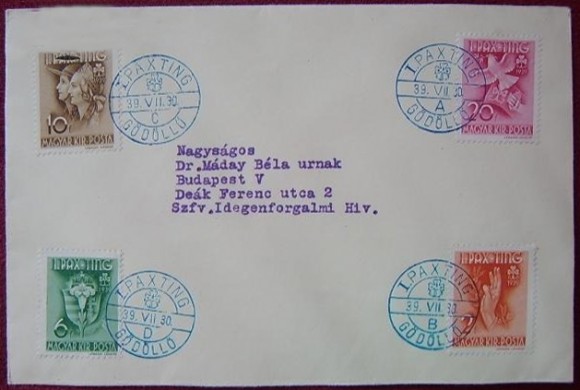 I. PAX TING
10f
MAGYAR KIR. POSTA
I. PAXTING
39. VII. 30.
C
GÖDÖLLŐ
I. PAXTING
39. VII. 30.
A
GÖDÖLLŐ
I. PAX TING
20
MAGYAR KIR. POSTA
Nagyságos
Dr.Máday Béla urnak
Budapest V
Deák Ferenc utca 2
Szfv.Idegenforgalmi Hiv.
I. PAX TING
6
MAGYAR KIR. POSTA
I. PAXTING
39. VII. 30.
D
GÖDÖLLŐ
I. PAXTING
39. VII. 30.
B
GÖDÖLLŐ
I. PAX TING
MAGYAR KIR. POSTA